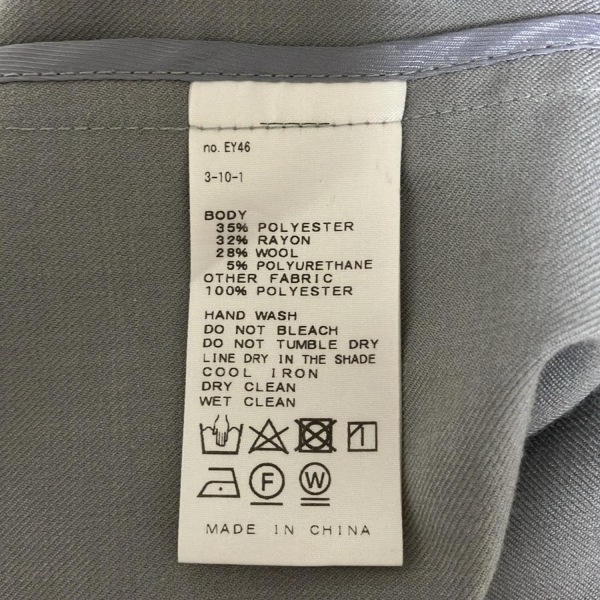 no. EY46
3-10-1
BODY
35% POLYESTER
32% RAYON
28% WOOL
5% POLYURETHANE
OTHER FABRIC
100% POLYESTER
HAND WASH
DO NOT BLEACH
DO NOT TUMBLE DRY
LINE DRY IN THE SHADE
COOL IRON
DRY CLEAN
WET CLEAN
F W
MADE IN CHINA